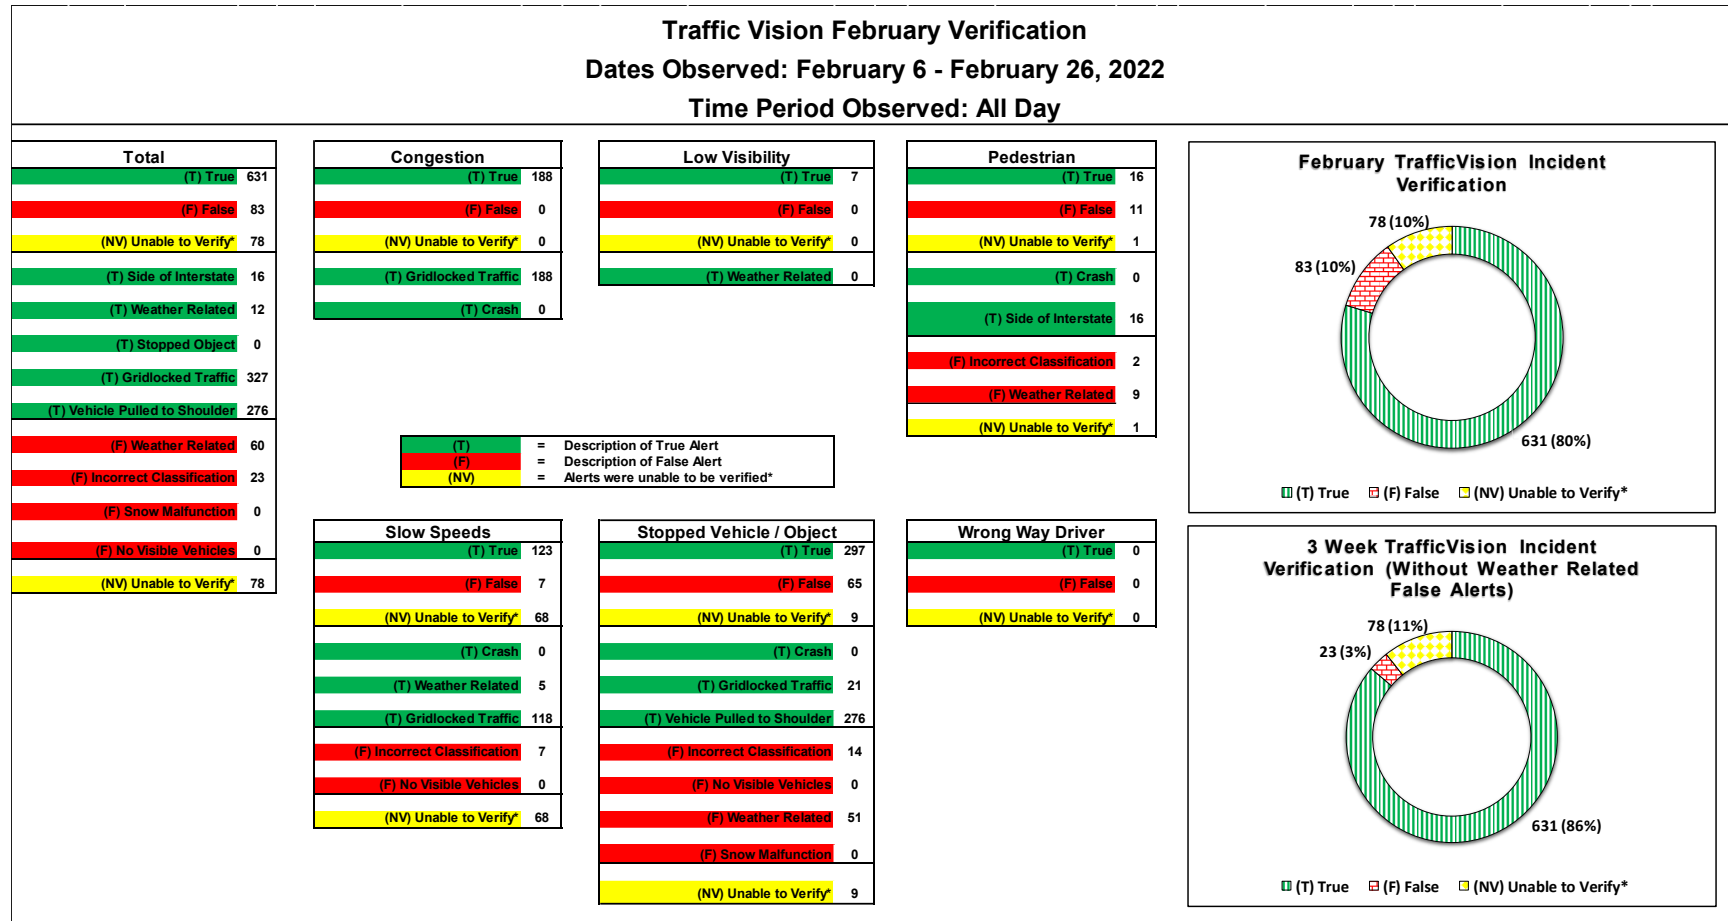 Traffic Vision February Verification
Dates Observed: February 6 - February 26, 2022
Time Period Observed: All Day
Total
(T) True 631
(F) False 83
(NV) Unable to Verify* 78
(T) Side of Interstate 16
(T) Weather Related 12
(T) Stopped Object 0
(T) Gridlocked Traffic 327
(T) Vehicle Pulled to Shoulder 276
(F) Weather Related 60
(F) Incorrect Classification 23
(F) Snow Malfunction 0
(F) No Visible Vehicles 0
(NV) Unable to Verify* 78
Congestion
(T) True 188
(F) False 0
(NV) Unable to Verify* 0
(T) Gridlocked Traffic 188
(T) Crash 0
Low Visibility
(T) True 7
(F) False 0
(NV) Unable to Verify* 0
(T) Weather Related 0
Pedestrian
(T) True 16
(F) False 11
(NV) Unable to Verify* 1
(T) Crash 0
(T) Side of Interstate 16
(F) Incorrect Classification 2
(F) Weather Related 9
(NV) Unable to Verify* 1
(T) = Description of True Alert
(F) = Description of False Alert
(NV) = Alerts were unable to be verified*
Slow Speeds
(T) True 123
(F) False 7
(NV) Unable to Verify* 68
(T) Crash 0
(T) Weather Related 5
(T) Gridlocked Traffic 118
(F) Incorrect Classification 7
(F) No Visible Vehicles 0
(NV) Unable to Verify* 68
Stopped Vehicle / Object
(T) True 297
(F) False 65
(NV) Unable to Verify* 9
(T) Crash 0
(T) Gridlocked Traffic 21
(T) Vehicle Pulled to Shoulder 276
(F) Incorrect Classification 14
(F) No Visible Vehicles 0
(F) Weather Related 51
(F) Snow Malfunction 0
(NV) Unable to Verify* 9
Wrong Way Driver
(T) True 0
(F) False 0
(NV) Unable to Verify* 0
February TrafficVision Incident
Verification
78 (10%)
83 (10%)
631 (80%)
(T) True (F) False (NV) Unable to Verify*
3 Week TrafficVision Incident
Verification (Without Weather Related
False Alerts)
78 (11%)
23 (3%)
631 (86%)
(T) True (F) False (NV) Unable to Verify*